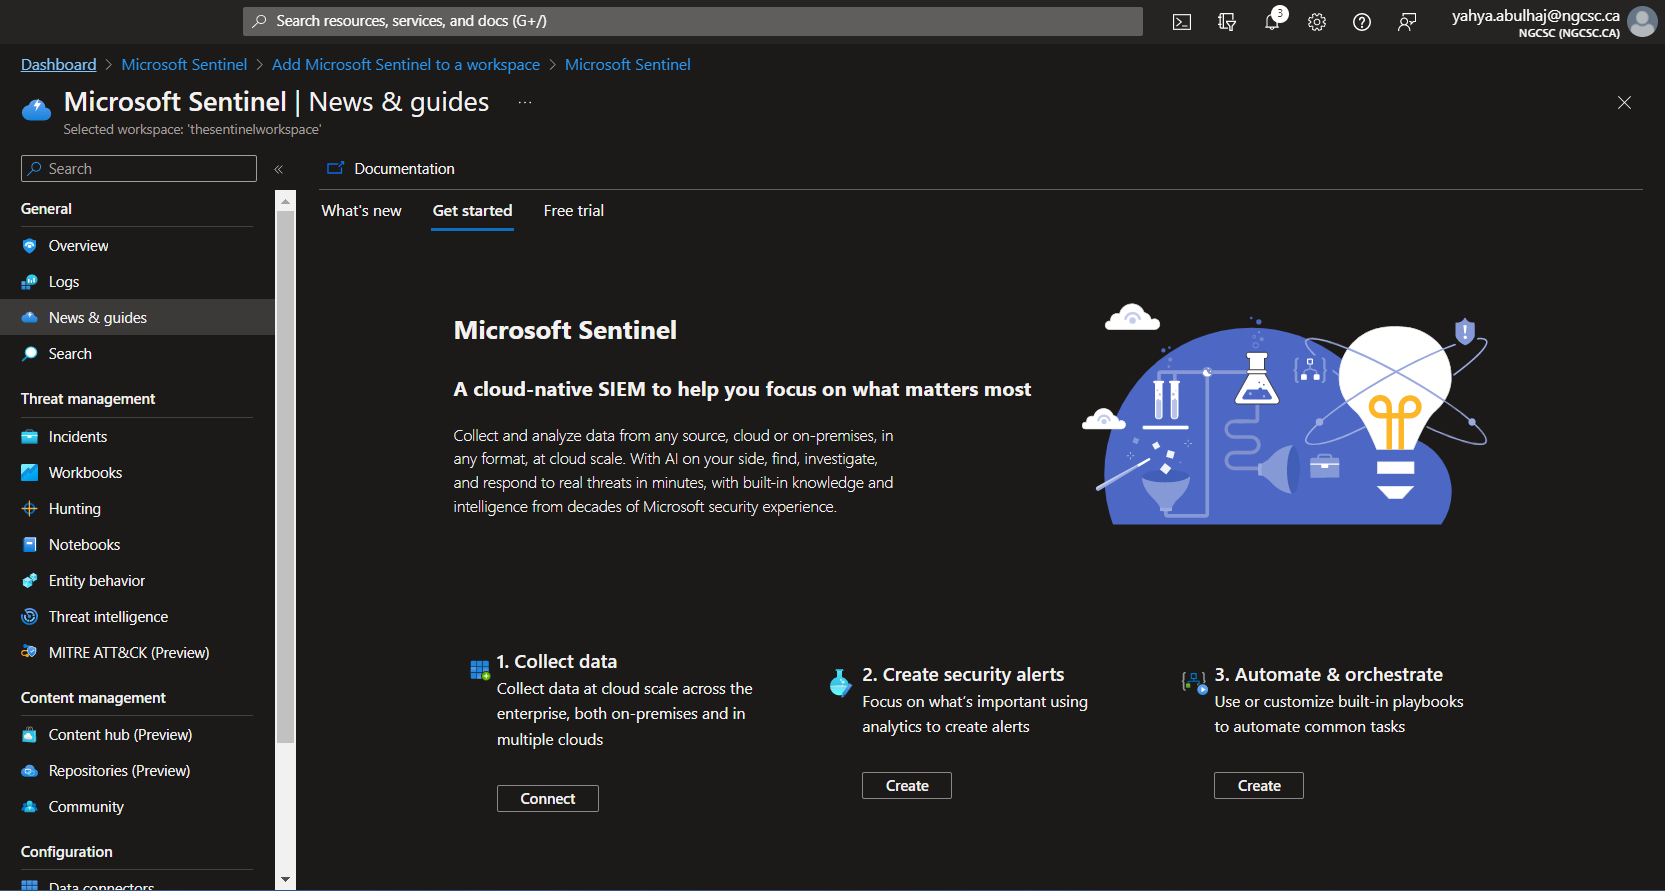 Search resources, services, and docs (G+/)
3
yahya.abulhaj@ngcsc.ca
NGCSC (NGCSC.CA)
Dashboard > Microsoft Sentinel > Add Microsoft Sentinel to a workspace > Microsoft Sentinel
Microsoft Sentinel | News & guides ...
Selected workspace: 'thesentinelworkspace'
Search
«
General
Overview
Logs
News & guides
Search
Threat management
Incidents
Workbooks
Hunting
Notebooks
Entity behavior
Threat intelligence
MITRE ATT&CK (Preview)
Content management
Content hub (Preview)
Repositories (Preview)
Community
Configuration
Data connectors
Documentation
What's new
Get started
Free trial
Microsoft Sentinel
A cloud-native SIEM to help you focus on what matters most
Collect and analyze data from any source, cloud or on-premises, in
any format, at cloud scale. With AI on your side, find, investigate,
and respond to real threats in minutes, with built-in knowledge and
intelligence from decades of Microsoft security experience.
1. Collect data
Collect data at cloud scale across the
enterprise, both on-premises and in
multiple clouds
Connect
2. Create security alerts
Focus on what's important using
analytics to create alerts
Create
3. Automate & orchestrate
Use or customize built-in playbooks
to automate common tasks
Create